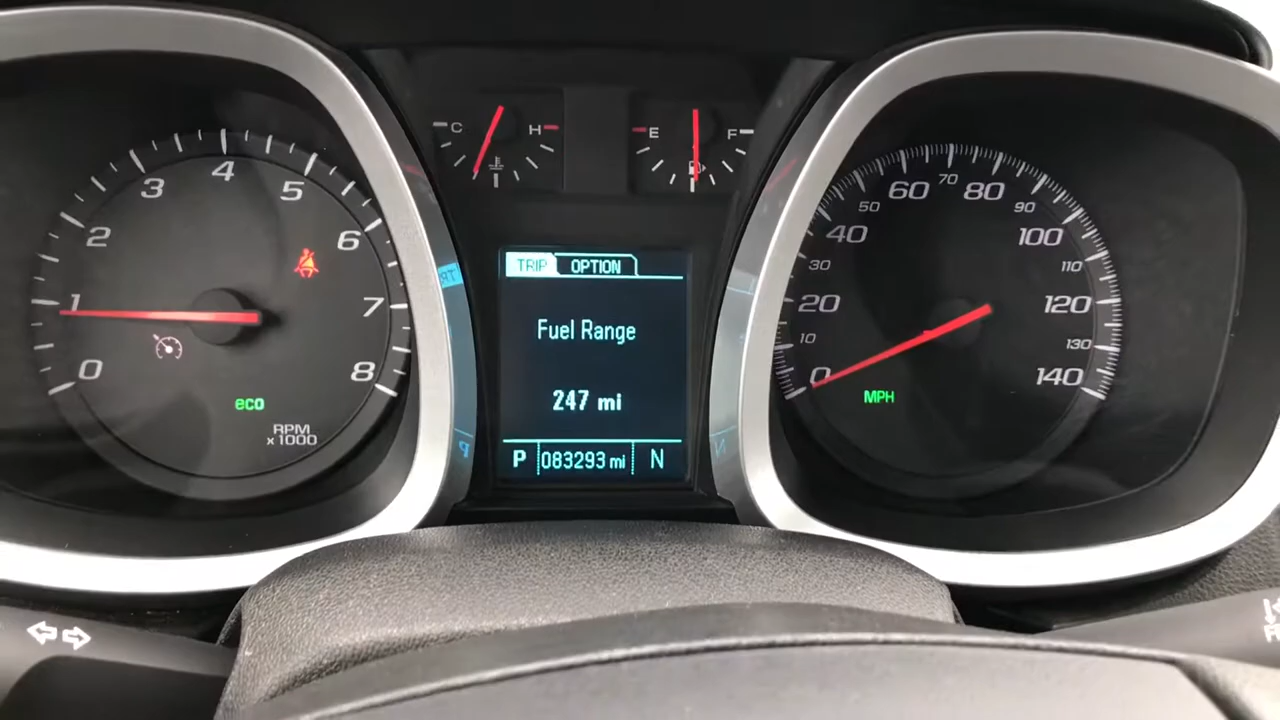 0 1 2 3 4 5 6 7 8
eco
RPM
x1000
C H
E F
TRIP OPTION
Fuel Range
247 mi
P 083293 mi N
0 10 20 30 40 50 60 70 80 90 100 110 120 130 140
MPH